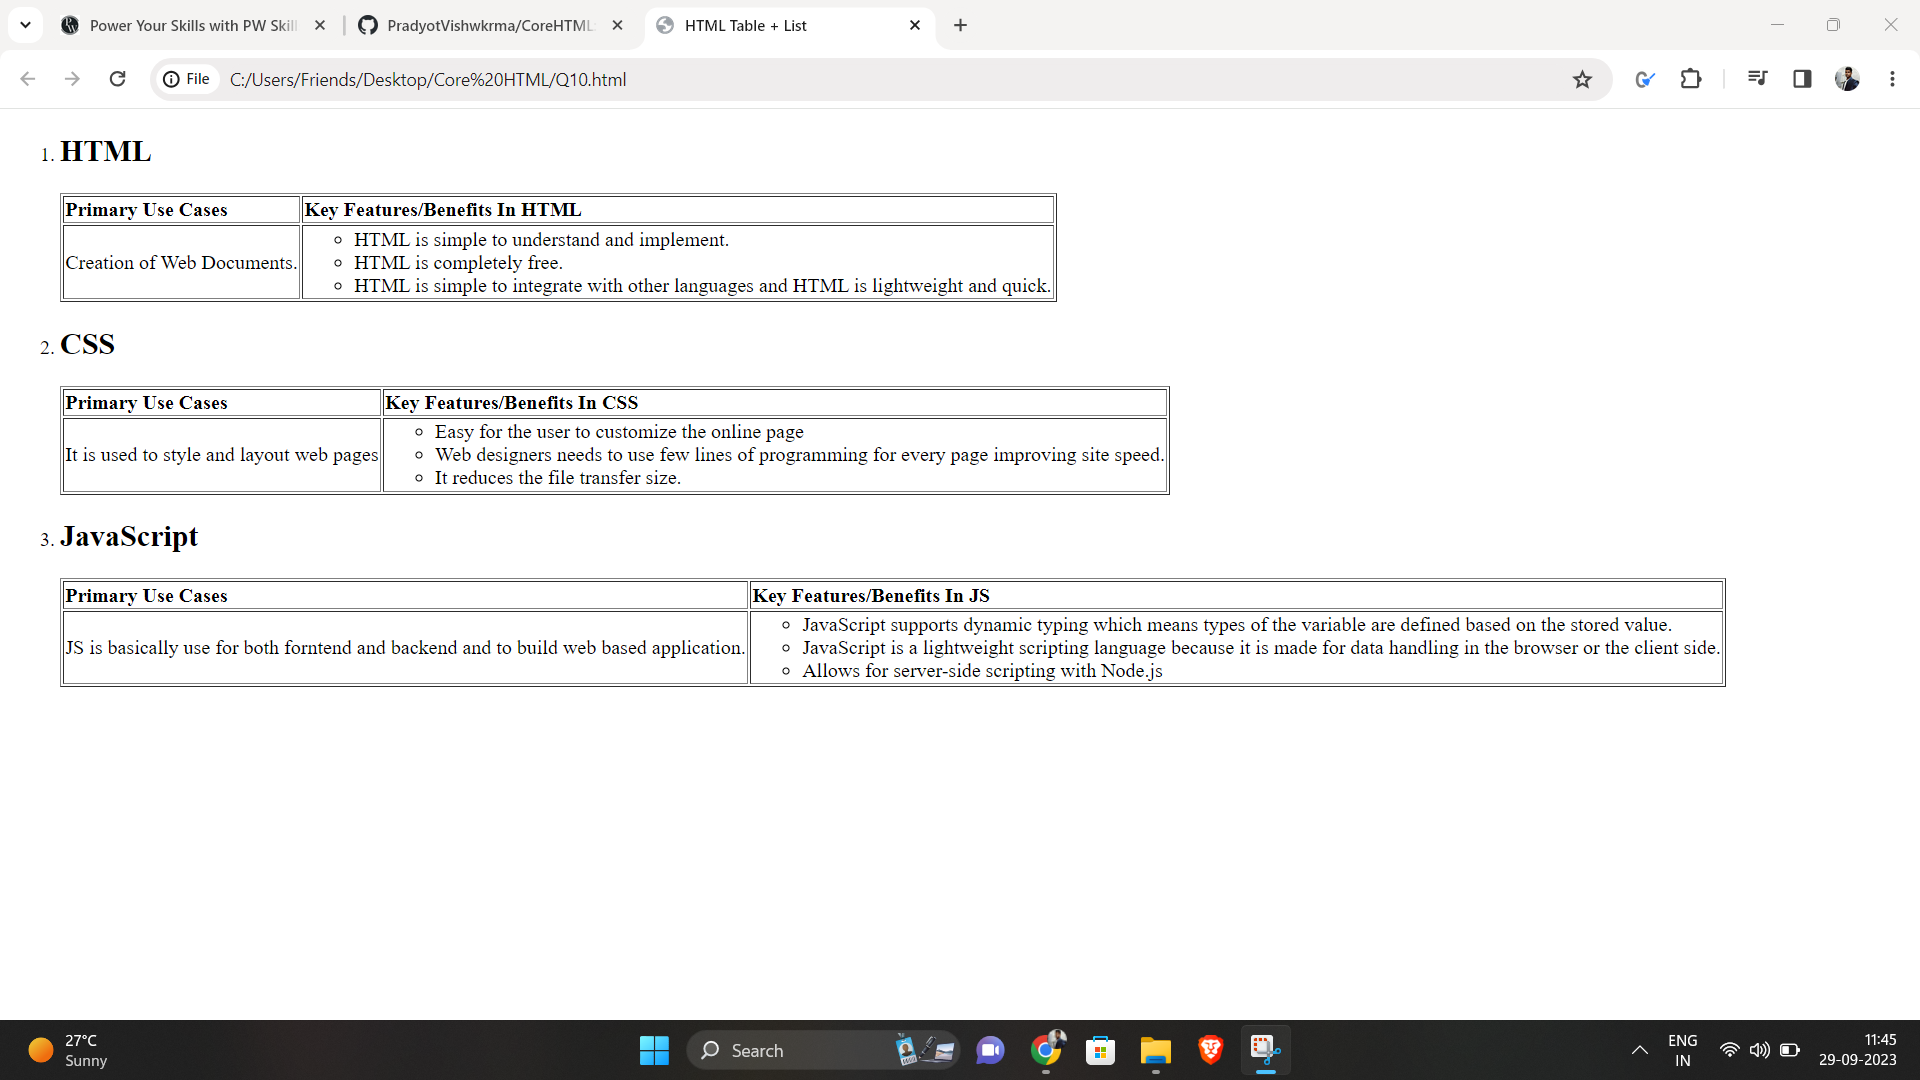 Power Your Skills with PW Skill
PradyotVishwkrma/CoreHTML
HTML Table + List
File
C:/Users/Friends/Desktop/Core%20HTML/Q10.html
1. HTML
Primary Use Cases
Key Features/Benefits In HTML
Creation of Web Documents.
HTML is simple to understand and implement.
HTML is completely free.
HTML is simple to integrate with other languages and HTML is lightweight and quick.
2. CSS
Primary Use Cases
Key Features/Benefits In CSS
It is used to style and layout web pages
Easy for the user to customize the online page
Web designers needs to use few lines of programming for every page improving site speed.
It reduces the file transfer size.
3. JavaScript
Primary Use Cases
Key Features/Benefits In JS
JS is basically use for both forntend and backend and to build web based application.
JavaScript supports dynamic typing which means types of the variable are defined based on the stored value.
JavaScript is a lightweight scripting language because it is made for data handling in the browser or the client side.
Allows for server-side scripting with Node.js
27°C
Sunny
Search
ENG
IN
11:45
29-09-2023